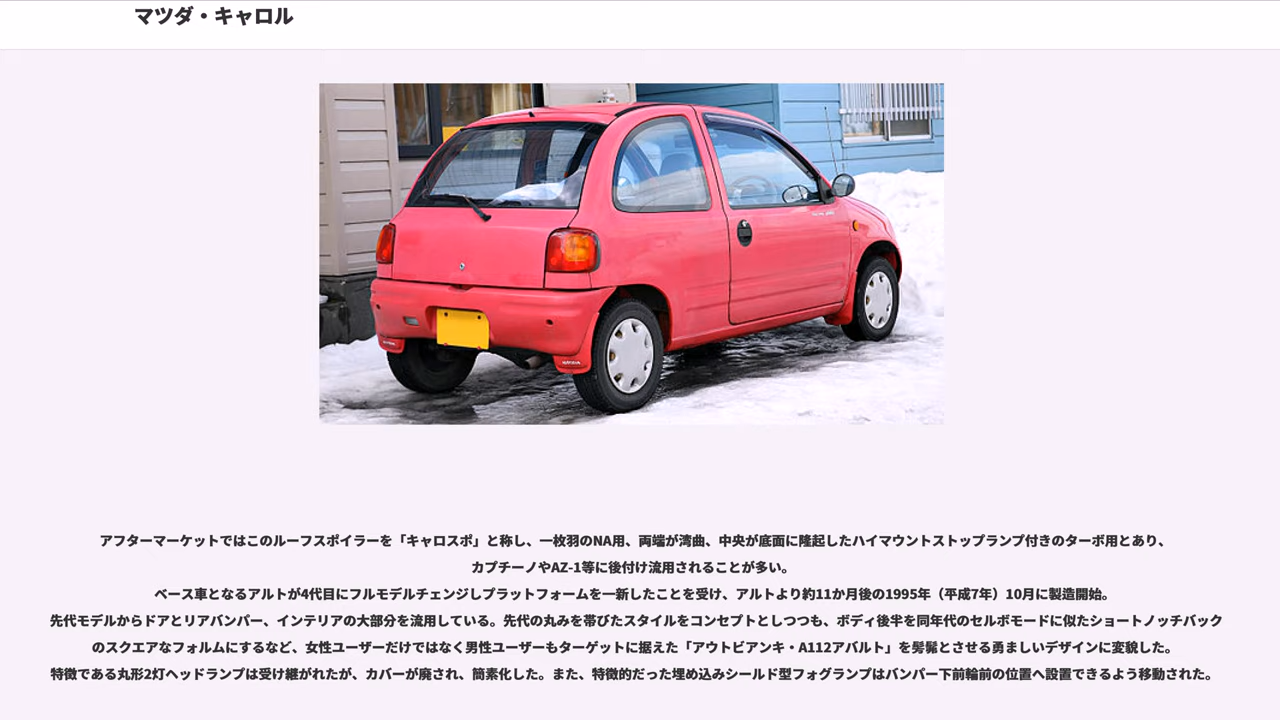 マツダ・キャロル
アフターマーケットではこのルーフスポイラーを「キャロスポ」と称し、一枚羽のNA用、両端が湾曲、中央が底面に隆起したハイマウントストップランプ付きのターボ用とあり、
カプチーノやAZ-1等に後付け流用されることが多い。
ベース車となるアルトが4代目にフルモデルチェンジしプラットフォームを一新したことを受け、アルトより約11か月後の1995年（平成7年）10月に製造開始。
先代モデルからドアとリアバンパー、インテリアの大部分を流用している。先代の丸みを帯びたスタイルをコンセプトとしつつも、ボディ後半を同年代のセルボモードに似たショートノッチバック
のスクエアなフォルムにするなど、女性ユーザーだけではなく男性ユーザーもターゲットに据えた「アウトビアンキ・A112アバルト」を髣髴とさせる勇ましいデザインに変貌した。
特徴である丸形2灯ヘッドランプは受け継がれたが、カバーが廃され、簡素化した。また、特徴的だった埋め込みシールド型フォグランプはバンパー下前輪前の位置へ設置できるよう移動された。